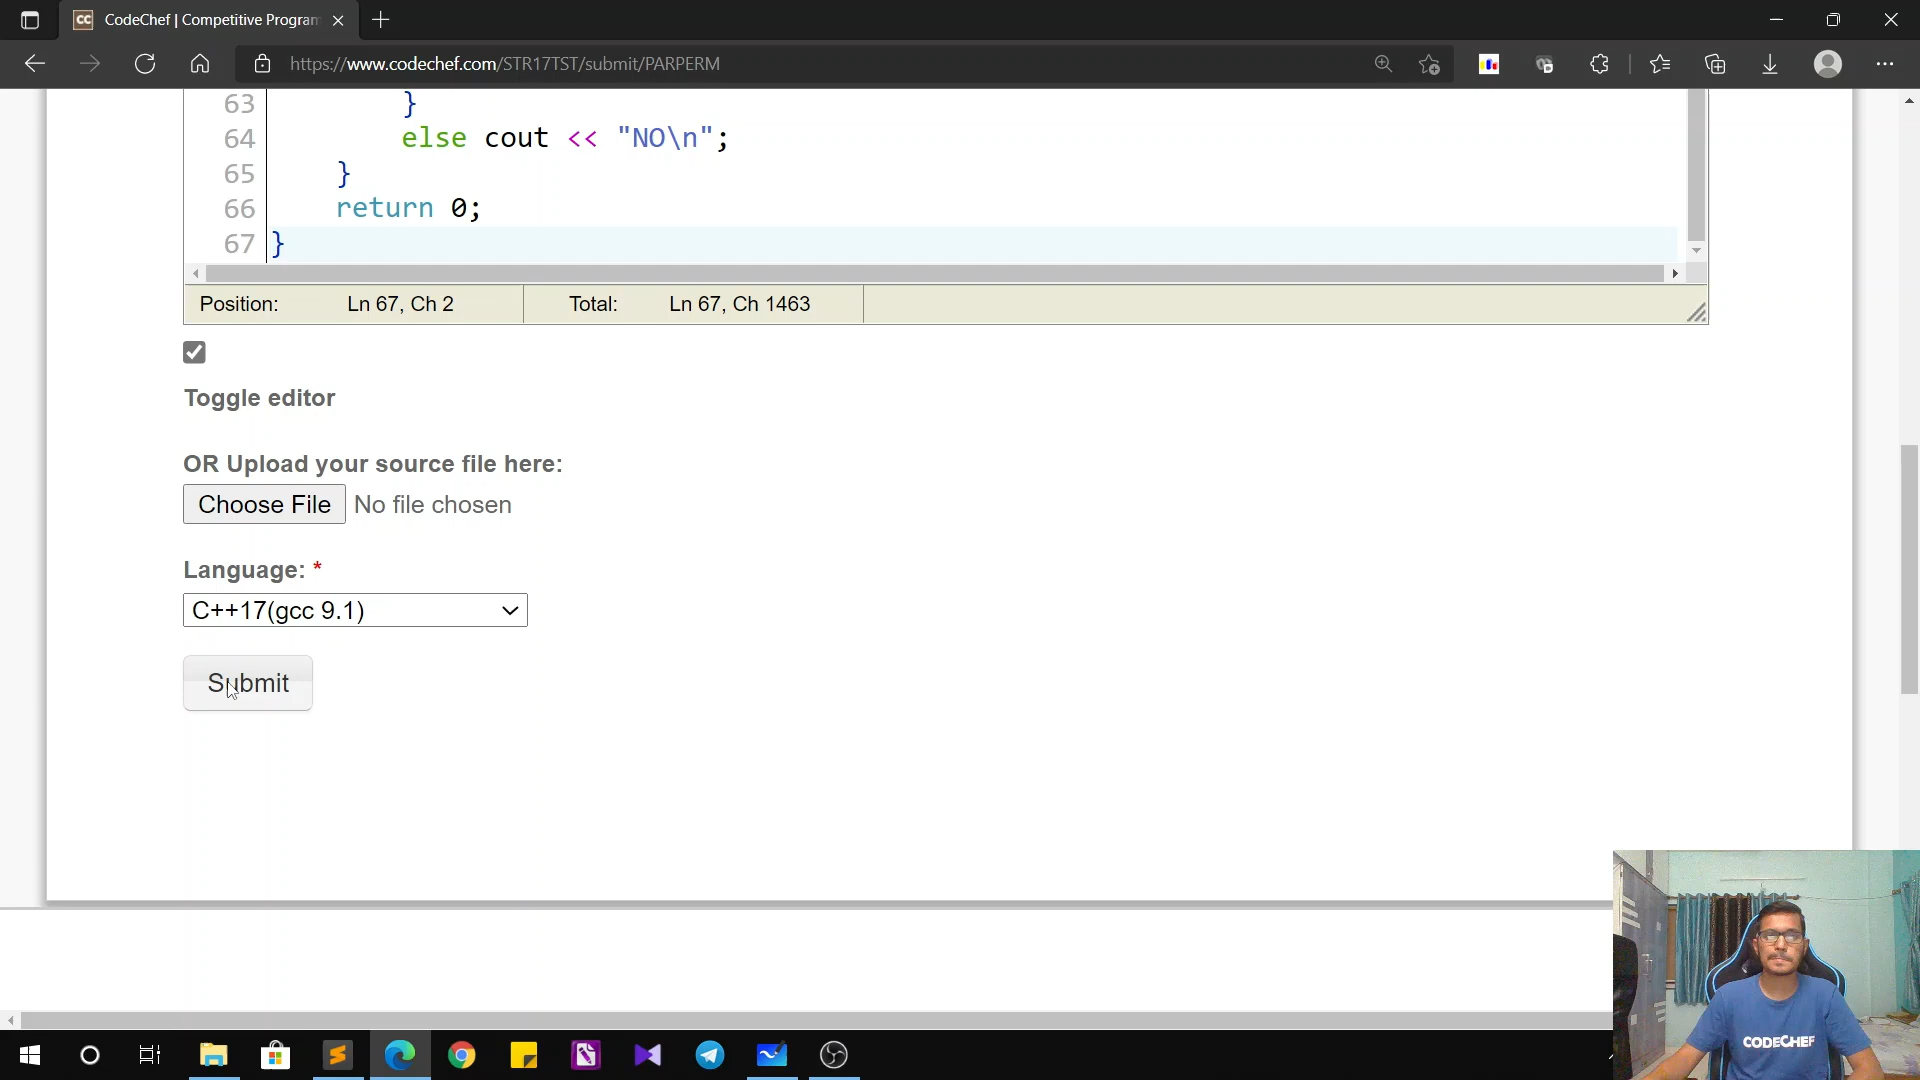 CC CodeChef | Competitive Program
https://www.codechef.com/STR17TST/submit/PARPERM
63 }
64 else cout << "NO\n";
65 }
66 return 0;
67 }
Position: Ln 67, Ch 2 Total: Ln 67, Ch 1463
Toggle editor
OR Upload your source file here:
Choose File No file chosen
Language: *
C++17(gcc 9.1)
Submit
CODECHEF